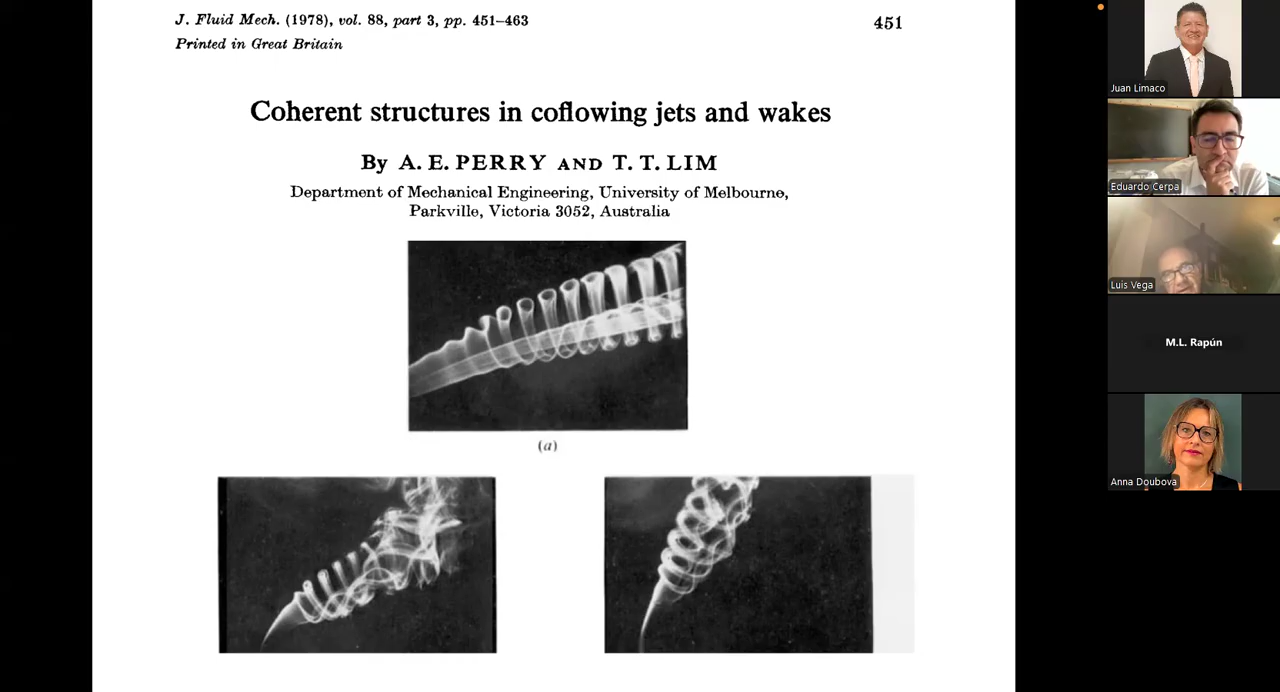 J. Fluid Mech. (1978), vol. 88, part 3, pp. 451–463
451
Printed in Great Britain
Coherent structures in coflowing jets and wakes
By A. E. PERRY AND T. T. LIM
Department of Mechanical Engineering, University of Melbourne,
Parkville, Victoria 3052, Australia
(a)
Juan Limaco
Eduardo Cerpa
Luis Vega
M.L. Rapún
Anna Doubova